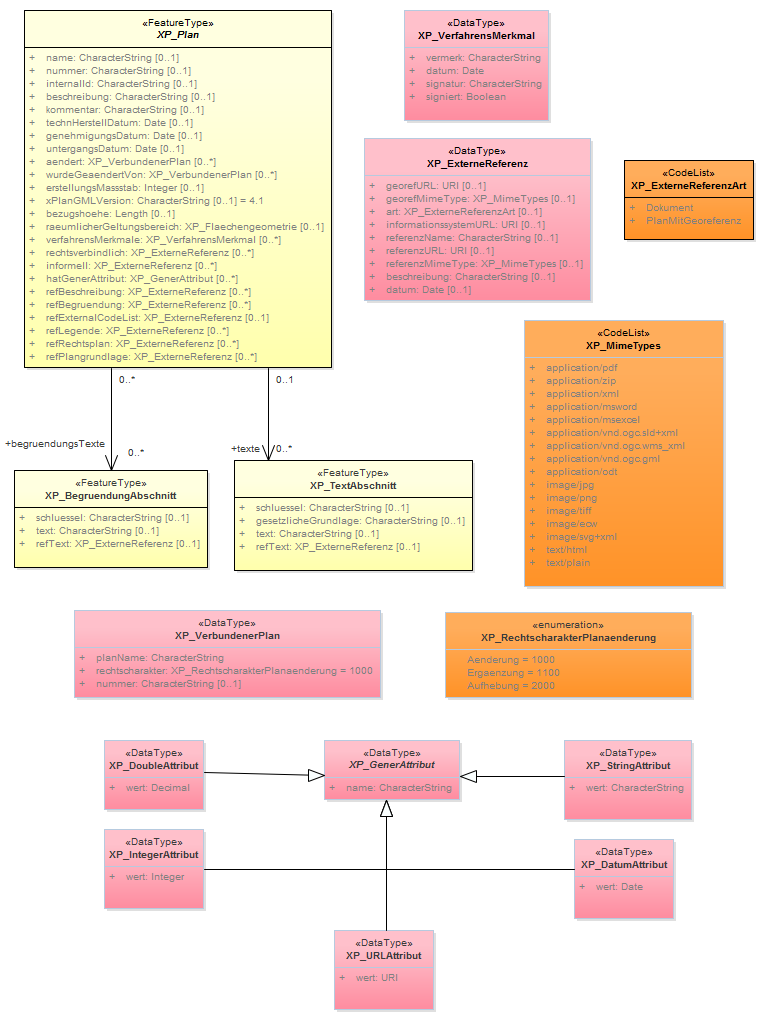 «FeatureType»
XP_Plan
+ name: CharacterString [0..1]
+ nummer: CharacterString [0..1]
+ internalId: CharacterString [0..1]
+ beschreibung: CharacterString [0..1]
+ kommentar: CharacterString [0..1]
+ technHerstellDatum: Date [0..1]
+ genehmigungsDatum: Date [0..1]
+ untergangsDatum: Date [0..1]
+ aendert: XP_VerbundenerPlan [0..*]
+ wurdeGeaendertVon: XP_VerbundenerPlan [0..*]
+ erstellungsMassstab: Integer [0..1]
+ xPlanGMLVersion: CharacterString [0..1] = 4.1
+ bezugshoehe: Length [0..1]
+ raeumlicherGeltungsbereich: XP_Flaechengeometrie [0..1]
+ verfahrensMerkmale: XP_VerfahrensMerkmal [0..*]
+ rechtsverbindlich: XP_ExterneReferenz [0..*]
+ informell: XP_ExterneReferenz [0..*]
+ hatGenerAttribut: XP_GenerAttribut [0..*]
+ refBeschreibung: XP_ExterneReferenz [0..*]
+ refBegruendung: XP_ExterneReferenz [0..*]
+ refExternalCodeList: XP_ExterneReferenz [0..1]
+ refLegende: XP_ExterneReferenz [0..*]
+ refRechtsplan: XP_ExterneReferenz [0..*]
+ refPlangrundlage: XP_ExterneReferenz [0..*]
«DataType»
XP_VerfahrensMerkmal
+ vermerk: CharacterString
+ datum: Date
+ signatur: CharacterString
+ signiert: Boolean
«DataType»
XP_ExterneReferenz
+ georefURL: URI [0..1]
+ georefMimeType: XP_MimeTypes [0..1]
+ art: XP_ExterneReferenzArt [0..1]
+ informationssystemURL: URI [0..1]
+ referenzName: CharacterString [0..1]
+ referenzURL: URI [0..1]
+ referenzMimeType: XP_MimeTypes [0..1]
+ beschreibung: CharacterString [0..1]
+ datum: Date [0..1]
«CodeList»
XP_ExterneReferenzArt
+ Dokument
+ PlanMitGeoreferenz
«CodeList»
XP_MimeTypes
+ application/pdf
+ application/zip
+ application/xml
+ application/msword
+ application/msexcel
+ application/vnd.ogc.sld+xml
+ application/vnd.ogc.wms_xml
+ application/vnd.ogc.gml
+ application/odt
+ image/jpg
+ image/png
+ image/tiff
+ image/ecw
+ image/svg+xml
+ text/html
+ text/plain
0..*
0..1
+begruendungsTexte
0..*
+texte
0..*
«FeatureType»
XP_BegruendungAbschnitt
+ schluessel: CharacterString [0..1]
+ text: CharacterString [0..1]
+ refText: XP_ExterneReferenz [0..1]
«FeatureType»
XP_TextAbschnitt
+ schluessel: CharacterString [0..1]
+ gesetzlicheGrundlage: CharacterString [0..1]
+ text: CharacterString [0..1]
+ refText: XP_ExterneReferenz [0..1]
«DataType»
XP_VerbundenerPlan
+ planName: CharacterString
+ rechtscharakter: XP_RechtscharakterPlanaenderung = 1000
+ nummer: CharacterString [0..1]
«enumeration»
XP_RechtscharakterPlanaenderung
Aenderung = 1000
Ergaenzung = 1100
Aufhebung = 2000
«DataType»
XP_DoubleAttribut
+ wert: Decimal
«DataType»
XP_GenerAttribut
+ name: CharacterString
«DataType»
XP_StringAttribut
+ wert: CharacterString
«DataType»
XP_IntegerAttribut
+ wert: Integer
«DataType»
XP_DatumAttribut
+ wert: Date
«DataType»
XP_URLAttribut
+ wert: URI